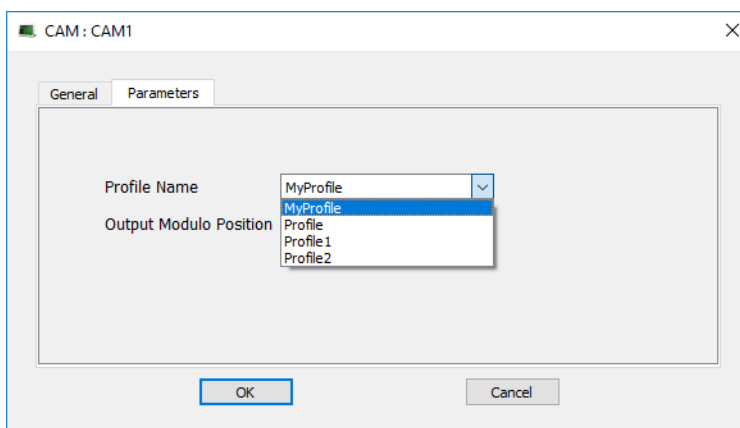 CAM : CAM1
General Parameters
Profile Name MyProfile
MyProfile
Output Modulo Position Profile
Profile1
Profile2
OK Cancel